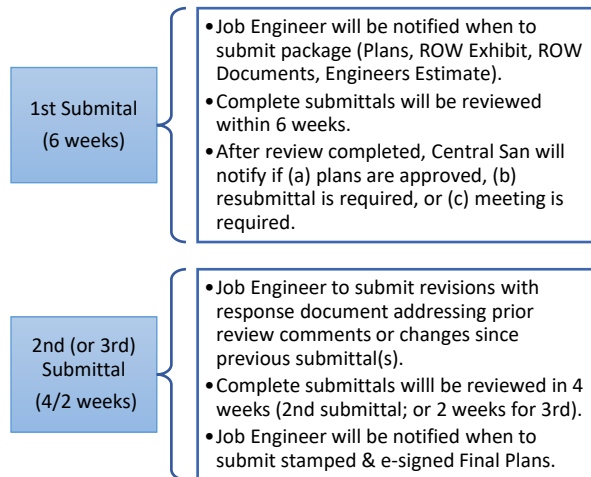 1st Submital
(6 weeks)
•Job Engineer will be notified when to
submit package (Plans, ROW Exhibit, ROW
Documents, Engineers Estimate).
•Complete submittals will be reviewed
within 6 weeks.
•After review completed, Central San will
notify if (a) plans are approved, (b)
resubmittal is required, or (c) meeting is
required.
2nd (or 3rd)
Submittal
(4/2 weeks)
•Job Engineer to submit revisions with
response document addressing prior
review comments or changes since
previous submittal(s).
•Complete submittals willl be reviewed in 4
weeks (2nd submittal; or 2 weeks for 3rd).
•Job Engineer will be notified when to
submit stamped & e-signed Final Plans.